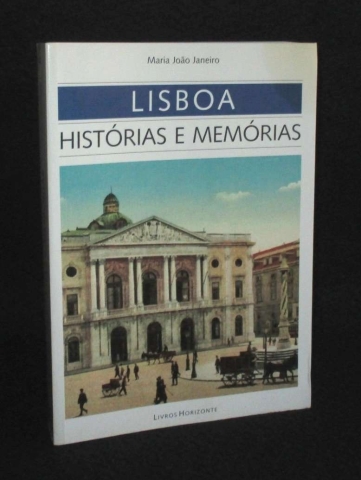 Maria João Janeiro
LISBOA
HISTÓRIAS E MEMÓRIAS
LIVROS HORIZONTE